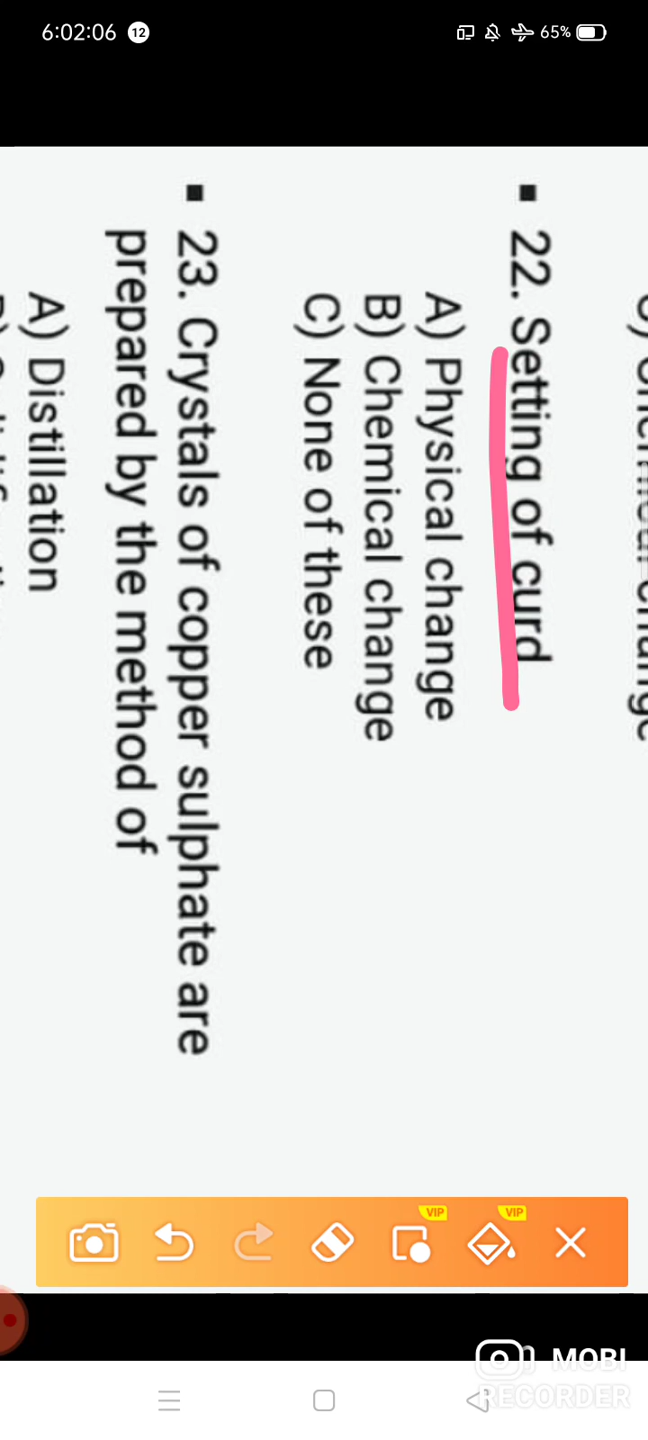 6:02:06 12 65%
22. Setting of curd
A) Physical change
B) Chemical change
C) None of these
23. Crystals of copper sulphate are
prepared by the method of
A) Distillation
VIP VIP
MOBI
RECORDER